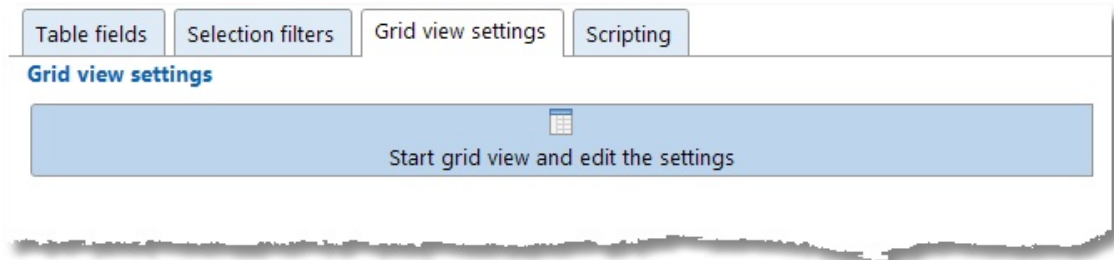 Table fields Selection filters Grid view settings Scripting
Grid view settings
Start grid view and edit the settings